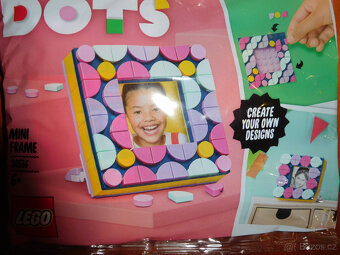 DOTS
CREATE
YOUR OWN
DESIGNS
MINI
FRAME
LEGO